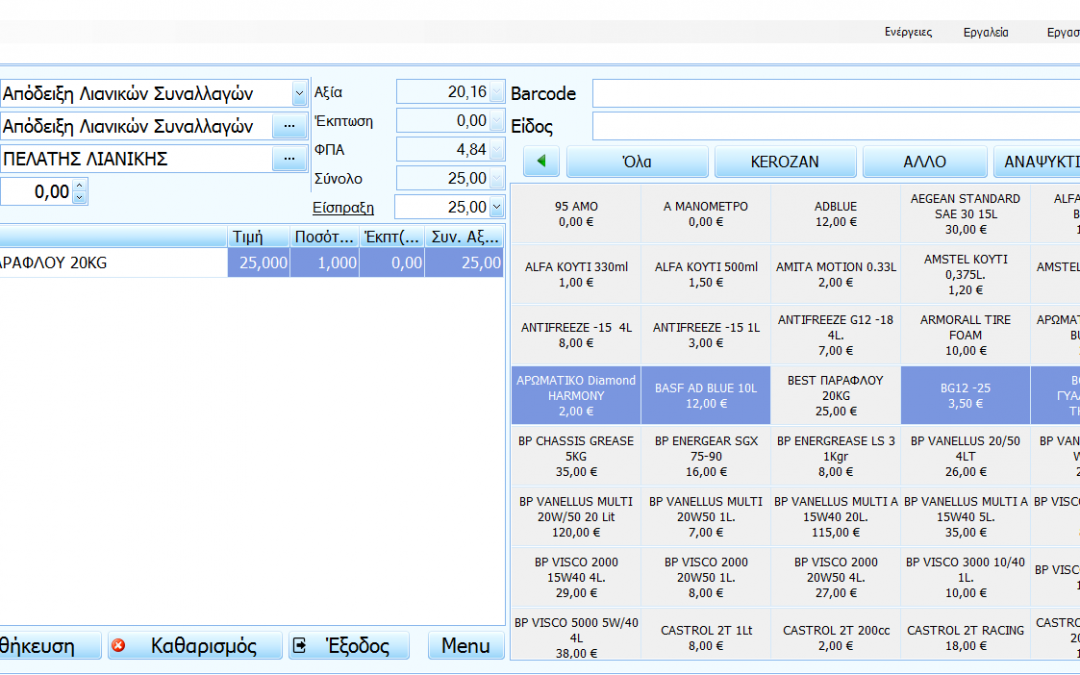 Ενέργειες Εργαλεία Εργασ
Απόδειξη Λιανικών Συναλλαγών
Απόδειξη Λιανικών Συναλλαγών ...
ΠΕΛΑΤΗΣ ΛΙΑΝΙΚΗΣ ...
0,00
Αξία 20,16
Έκπτωση 0,00
ΦΠΑ 4,84
Σύνολο 25,00
Είσπραξη 25,00
Τιμή Ποσότ... Έκπτ(... Συν. Αξ...
ΑΡΑΦΛΟΥ 20KG 25,000 1,000 0,00 25,00
θήκευση Καθαρισμός Έξοδος Menu
Barcode
Είδος
Όλα KEROZAN ΑΛΛΟ ΑΝΑΨΥΚΤΙ
95 ΑΜΟ
0,00 €
Α ΜΑΝΟΜΕΤΡΟ
0,00 €
ADBLUE
12,00 €
AEGEAN STANDARD
SAE 30 15L
30,00 €
ALFA
ALFA ΚΟΥΤΙ 330ml
1,00 €
ALFA ΚΟΥΤΙ 500ml
1,50 €
AMITA MOTION 0.33L
2,00 €
AMSTEL ΚΟΥΤΙ
0,375L.
1,20 €
AMSTEL
ANTIFREEZE -15 4L
8,00 €
ANTIFREEZE -15 1L
3,00 €
ANTIFREEZE G12 -18
4L.
7,00 €
ARMORALL TIRE
FOAM
10,00 €
ΑΡΩΜΑΤ
ΑΡΩΜΑΤΙΚΟ Diamond
HARMONY
2,00 €
BASF AD BLUE 10L
12,00 €
BEST ΠΑΡΑΦΛΟΥ
20KG
25,00 €
BG12 -25
3,50 €
ΓΥΑΛ
BP CHASSIS GREASE
5KG
35,00 €
BP ENERGEAR SGX
75-90
16,00 €
BP ENERGREASE LS 3
1Kgr
8,00 €
BP VANELLUS 20/50
4LT
26,00 €
BP VAN
BP VANELLUS MULTI
20W/50 20 Lit
120,00 €
BP VANELLUS MULTI
20W50 1L.
7,00 €
BP VANELLUS MULTI A
15W40 20L.
115,00 €
BP VANELLUS MULTI A
15W40 5L.
35,00 €
BP VISCO
BP VISCO 2000
15W40 4L.
29,00 €
BP VISCO 2000
20W50 1L.
8,00 €
BP VISCO 2000
20W50 4L.
27,00 €
BP VISCO 3000 10/40
1L.
10,00 €
BP VISC
BP VISCO 5000 5W/40
4L
38,00 €
CASTROL 2T 1Lt
8,00 €
CASTROL 2T 200cc
2,00 €
CASTROL 2T RACING
18,00 €
CASTRO